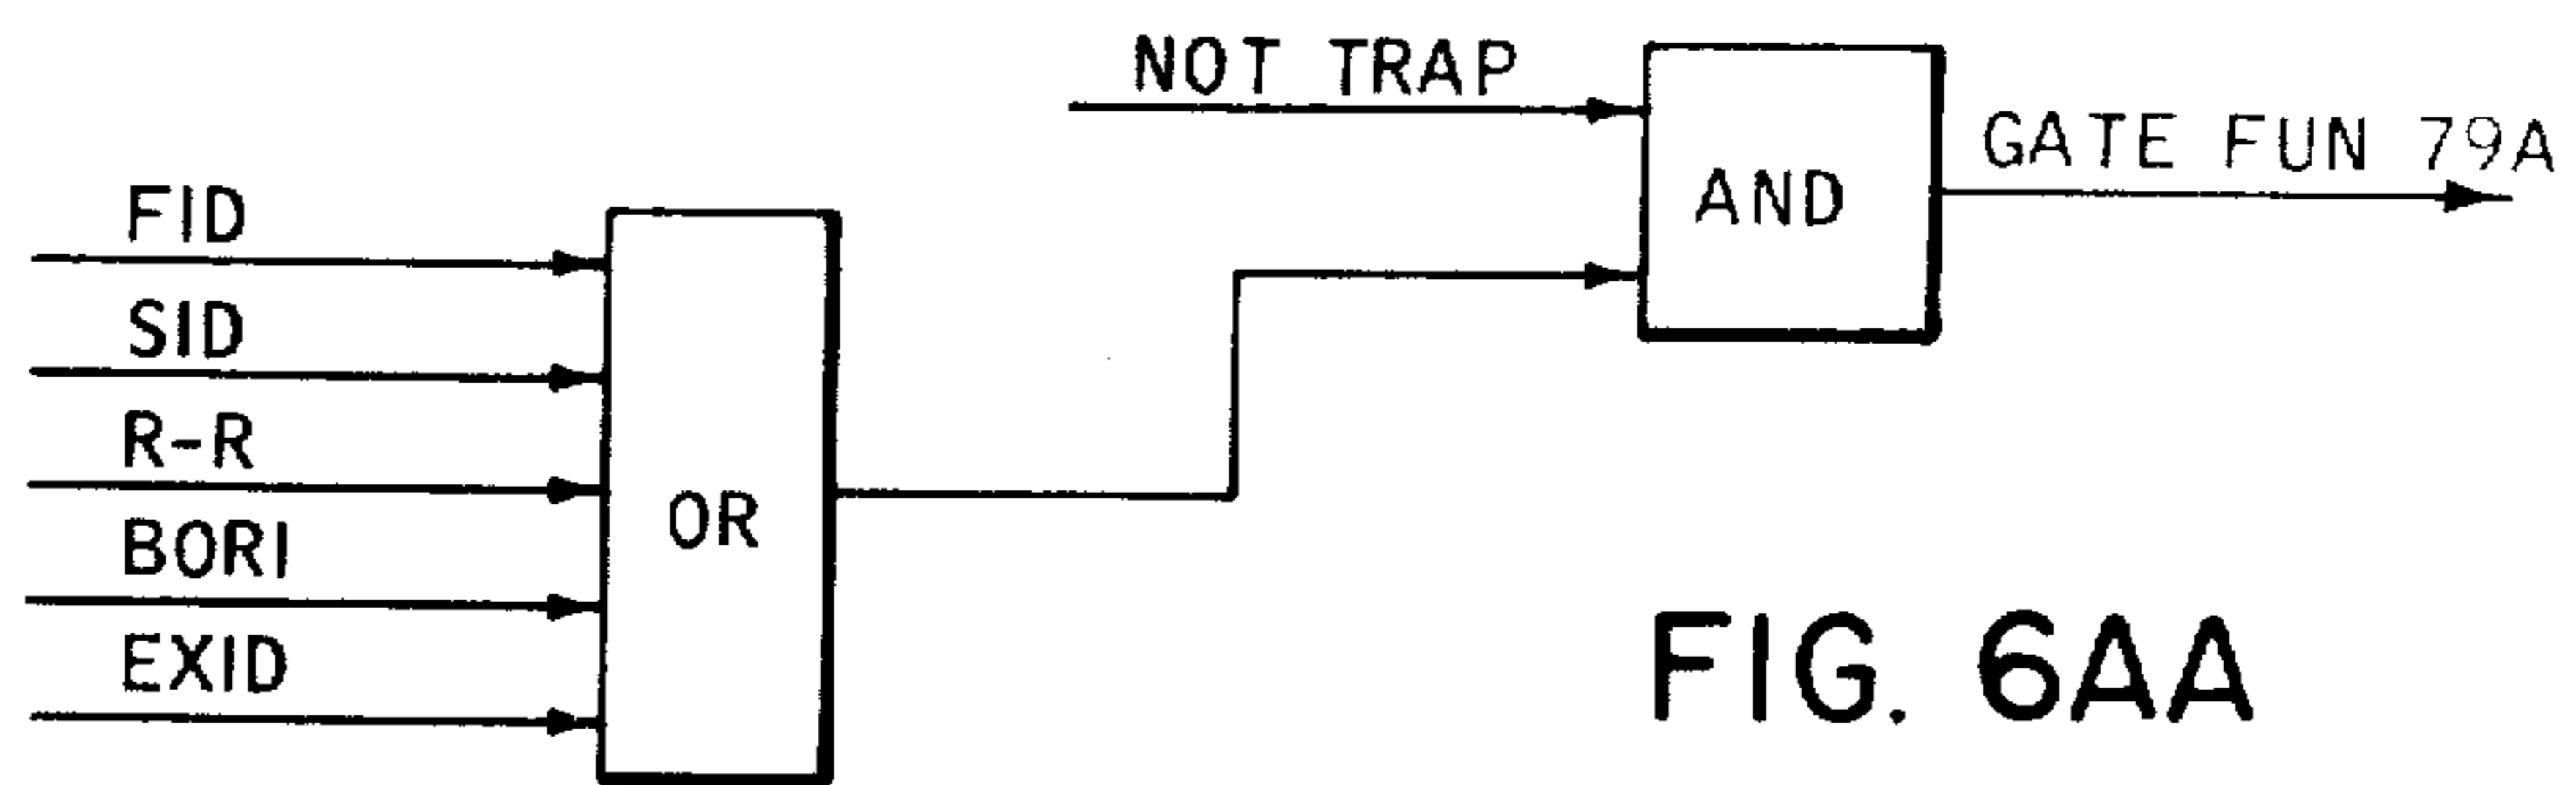 NOT TRAP
AND
GATE FUN 79A
FID
SID
R-R
OR
BORI
EXID
FIG. 6AA